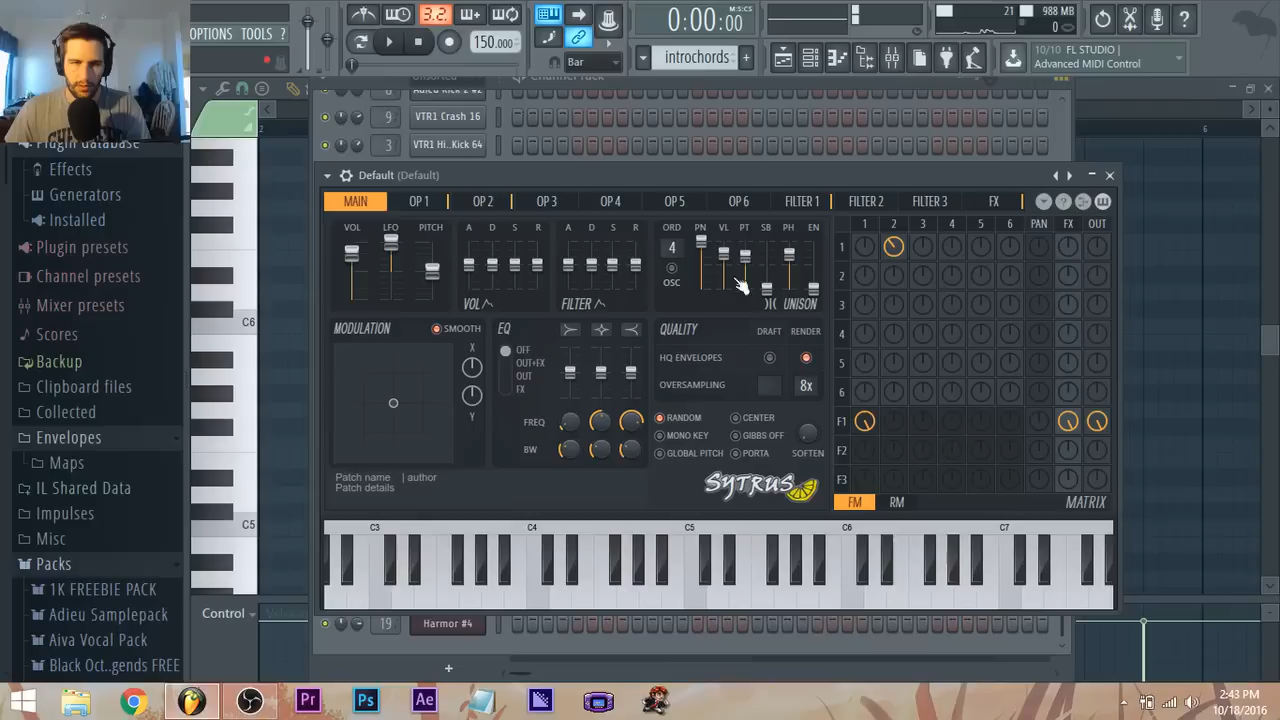 OPTIONS TOOLS
3.2
150.000
0:00:00
M:S:CS
21
988 MB
0
Bar
introchords
10/10 FL STUDIO |
Advanced MIDI Control
Plugin database
Effects
Generators
Installed
Plugin presets
Channel presets
Mixer presets
Scores
Backup
Clipboard files
Collected
Envelopes
Maps
IL Shared Data
Impulses
Misc
Packs
1K FREEBIE PACK
Adieu Samplepack
Aiva Vocal Pack
Black Oct..gends FREE
2
6
C6
C5
Control
9 VTR1 Crash 16
3 VTR1 Hi..Kick 64
Default (Default)
MAIN OP 1 OP 2 OP 3 OP 4 OP 5 OP 6 FILTER 1 FILTER 2 FILTER 3 FX
VOL LFO PITCH
A D S R
VOL
A D S R
FILTER
ORD
4
OSC
PN VL PT SB PH EN
UNISON
MODULATION
SMOOTH
X
Y
EQ
OFF
OUT+FX
OUT
FX
FREQ
BW
QUALITY DRAFT RENDER
HQ ENVELOPES
OVERSAMPLING 8x
RANDOM CENTER
MONO KEY GIBBS OFF
GLOBAL PITCH PORTA SOFTEN
Patch name | author
Patch details
SYTRUS
1 2 3 4 5 6 PAN FX OUT
1
2
3
4
5
6
F1
F2
F3
FM RM MATRIX
C3 C4 C5 C6 C7
19 Harmor #4
+
Pr Ps Ae
2:43 PM
10/18/2016